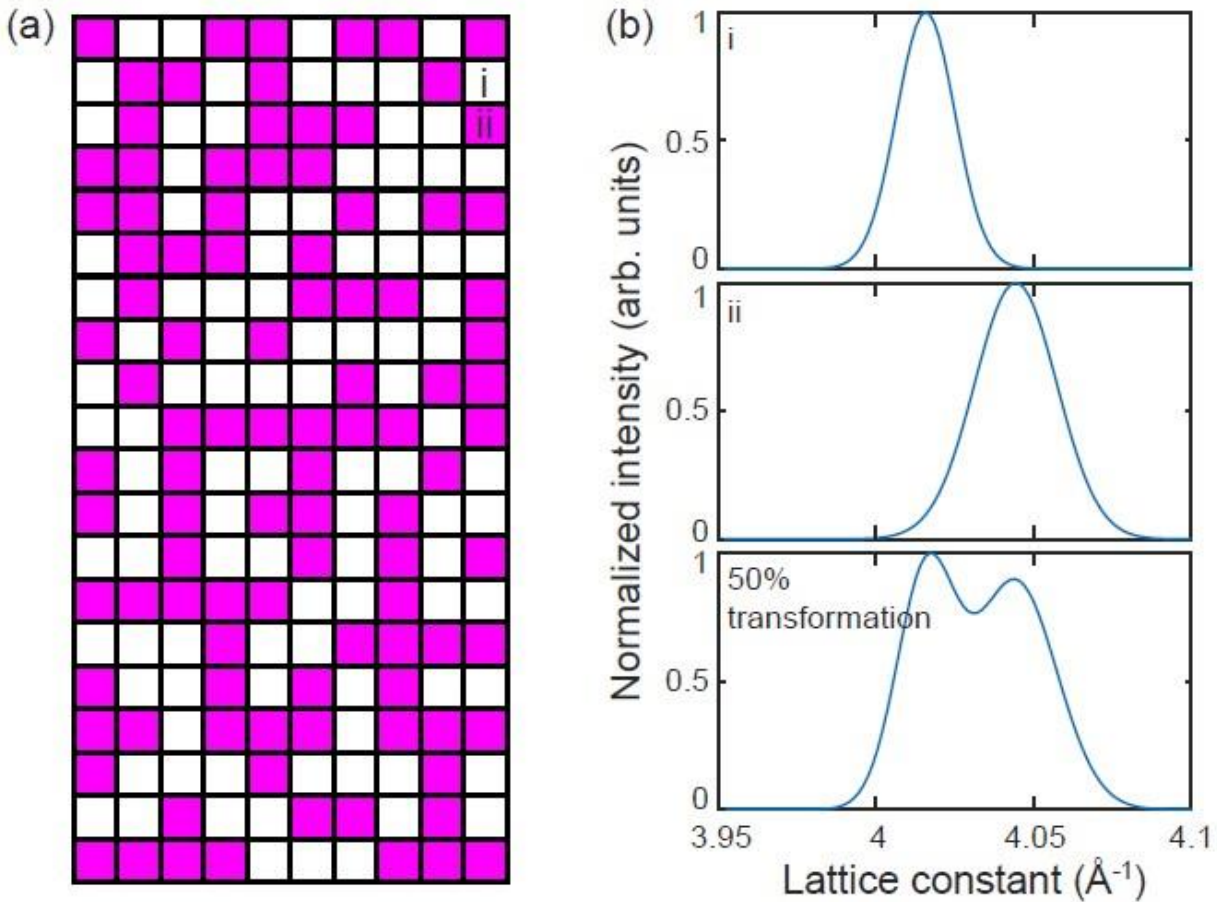 (a)
i
ii
(b)
Normalized intensity (arb. units)
i
1
0.5
0
ii
1
0.5
0
50%
transformation
1
0.5
0
3.95 4 4.05 4.1
Lattice constant (Å⁻¹)